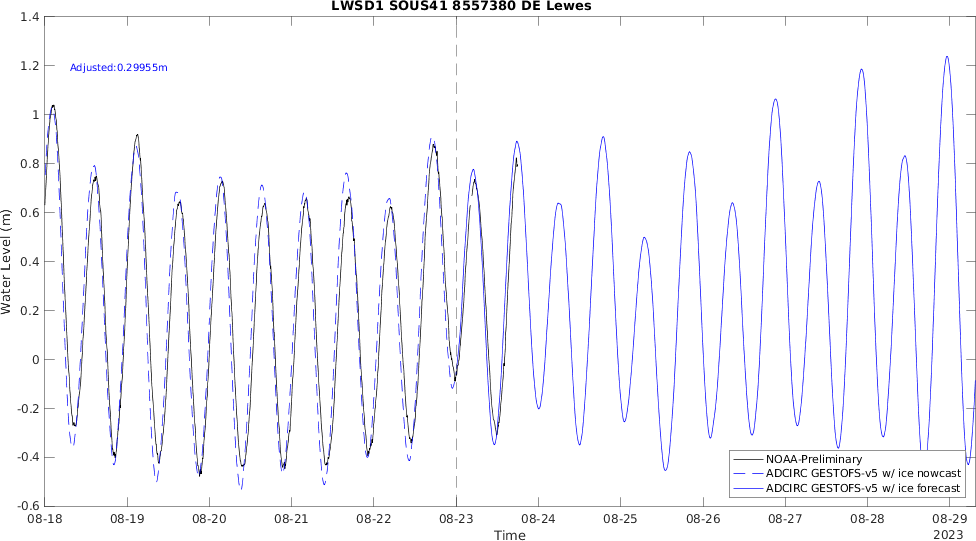 LWSD1 SOUS41 8557380 DE Lewes
Adjusted:0.29955m
Water Level (m)
1.4
1.2
1
0.8
0.6
0.4
0.2
0
-0.2
-0.4
-0.6
NOAA-Preliminary
ADCIRC GESTOFS-v5 w/ ice nowcast
ADCIRC GESTOFS-v5 w/ ice forecast
08-18 08-19 08-20 08-21 08-22 08-23 08-24 08-25 08-26 08-27 08-28 08-29
Time
2023